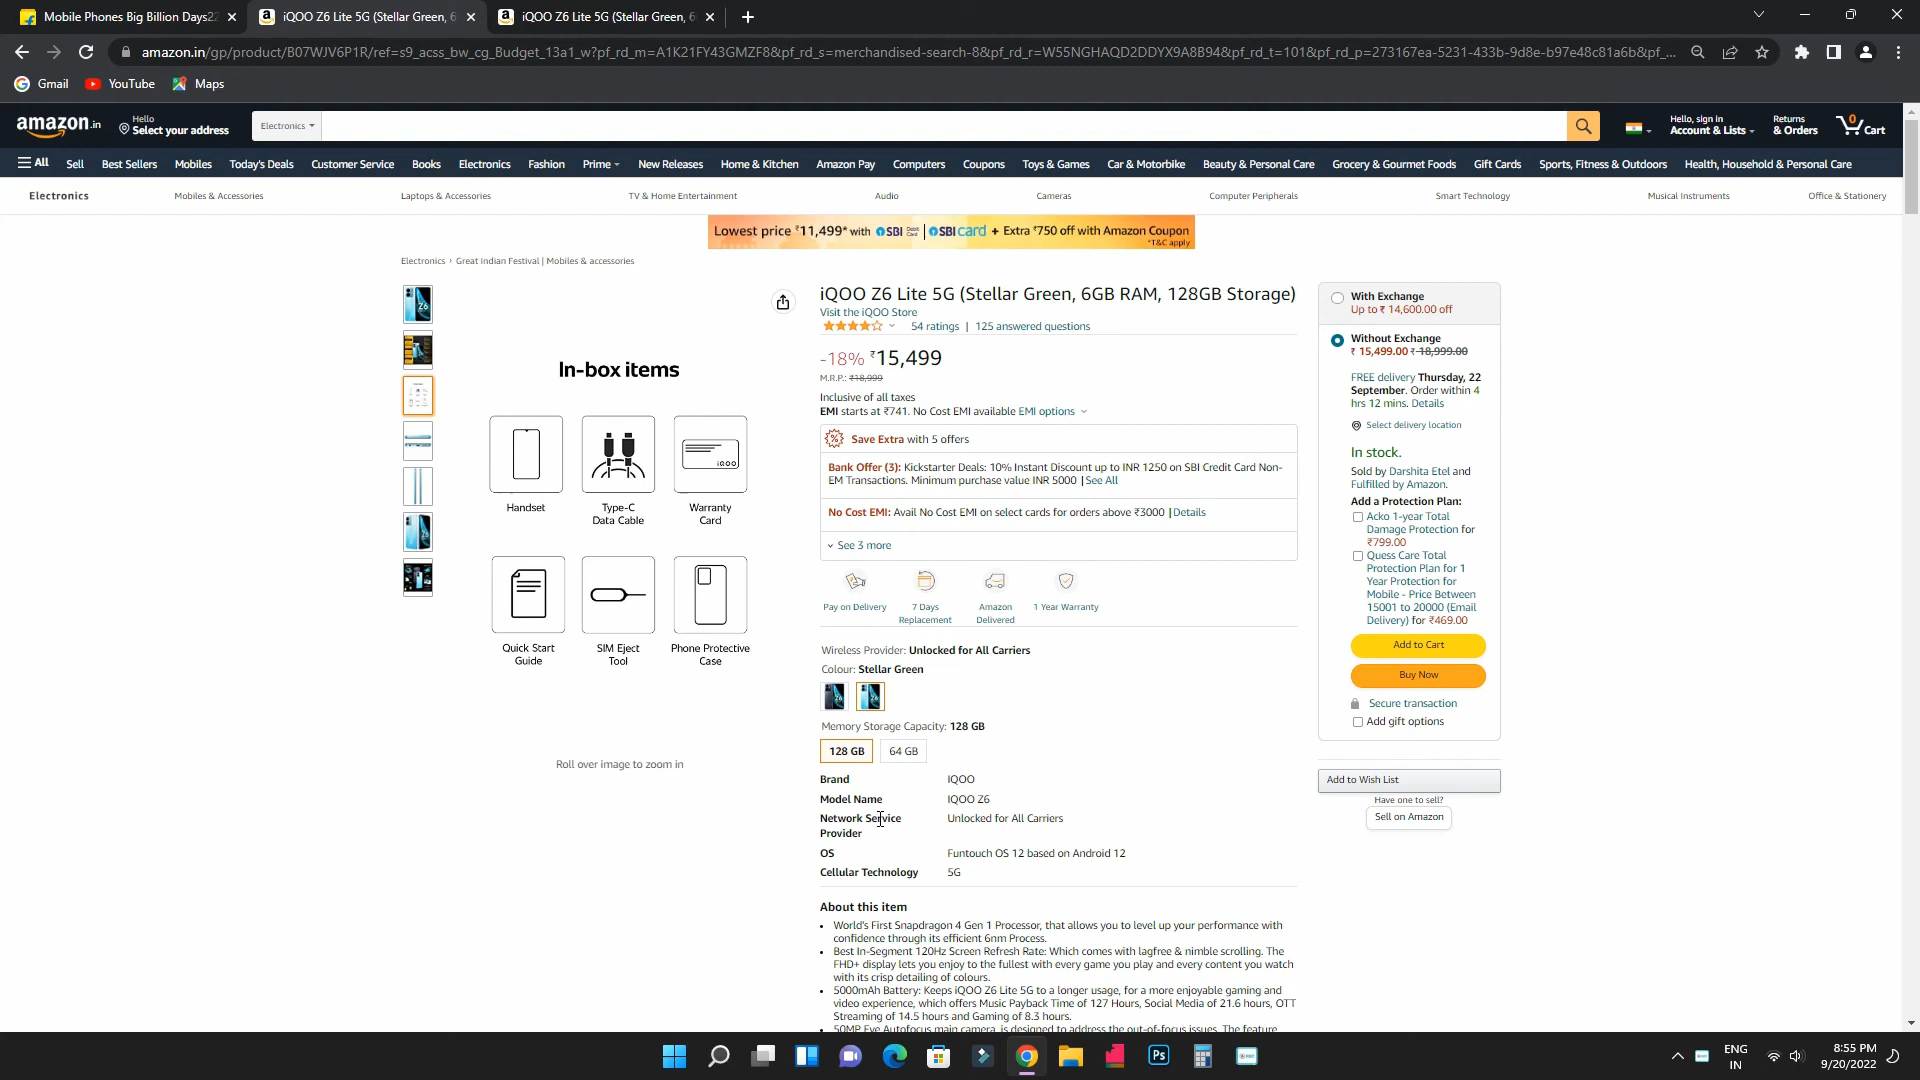 Mobile Phones Big Billion Days22
iQOO Z6 Lite 5G (Stellar Green, 6
iQOO Z6 Lite 5G (Stellar Green, 6
amazon.in/gp/product/B07WJV6P1R/ref=s9_acss_bw_cg_Budget_13a1_w?pf_rd_m=A1K21FY43GMZF8&pf_rd_s=merchandised-search-8&pf_rd_r=W55NGHAQD2DDYX9A8B94&pf_rd_t=101&pf_rd_p=273167ea-5231-433b-9d8e-b97e48c81a6b&pf_...
Gmail YouTube Maps
amazon.in
Hello
Select your address
Electronics
Hello, sign in
Account & Lists
Returns
& Orders
0
Cart
All Sell Best Sellers Mobiles Today's Deals Customer Service Books Electronics Fashion Prime New Releases Home & Kitchen Amazon Pay Computers Coupons Toys & Games Car & Motorbike Beauty & Personal Care Grocery & Gourmet Foods Gift Cards Sports, Fitness & Outdoors Health, Household & Personal Care
Electronics Mobiles & Accessories Laptops & Accessories TV & Home Entertainment Audio Cameras Computer Peripherals Smart Technology Musical Instruments Office & Stationery
Lowest price ₹11,499* with SBI Debit Card | SBI card + Extra ₹750 off with Amazon Coupon
*T&C apply
Electronics › Great Indian Festival | Mobiles & accessories
In-box items
Handset
Type-C
Data Cable
iQOO
Warranty
Card
Quick Start
Guide
SIM Eject
Tool
Phone Protective
Case
Roll over image to zoom in
iQOO Z6 Lite 5G (Stellar Green, 6GB RAM, 128GB Storage)
Visit the iQOO Store
54 ratings | 125 answered questions
-18% ₹15,499
M.R.P.: ₹18,999
Inclusive of all taxes
EMI starts at ₹741. No Cost EMI available EMI options
Save Extra with 5 offers
Bank Offer (3): Kickstarter Deals: 10% Instant Discount up to INR 1250 on SBI Credit Card Non-
EM Transactions. Minimum purchase value INR 5000 | See All
No Cost EMI: Avail No Cost EMI on select cards for orders above ₹3000 | Details
See 3 more
Pay on Delivery
7 Days
Replacement
Amazon
Delivered
1 Year Warranty
Wireless Provider: Unlocked for All Carriers
Colour: Stellar Green
Memory Storage Capacity: 128 GB
128 GB 64 GB
Brand IQOO
Model Name IQOO Z6
Network Service Unlocked for All Carriers
Provider
OS Funtouch OS 12 based on Android 12
Cellular Technology 5G
About this item
• World's First Snapdragon 4 Gen 1 Processor, that allows you to level up your performance with
confidence through its efficient 6nm Process.
• Best In-Segment 120Hz Screen Refresh Rate: Which comes with lagfree & nimble scrolling. The
FHD+ display lets you enjoy to the fullest with every game you play and every content you watch
with its crisp detailing of colours.
• 5000mAh Battery: Keeps iQOO Z6 Lite 5G to a longer usage, for a more enjoyable gaming and
video experience, which offers Music Payback Time of 127 Hours, Social Media of 21.6 hours, OTT
Streaming of 14.5 hours and Gaming of 8.3 hours.
• 50MP Eye Autofocus main camera, is designed to address the out-of-focus issues. The feature
With Exchange
Up to ₹ 14,600.00 off
Without Exchange
₹ 15,499.00 ₹ 18,999.00
FREE delivery Thursday, 22
September. Order within 4
hrs 12 mins. Details
Select delivery location
In stock.
Sold by Darshita Etel and
Fulfilled by Amazon.
Add a Protection Plan:
Acko 1-year Total
Damage Protection for
₹799.00
Quess Care Total
Protection Plan for 1
Year Protection for
Mobile - Price Between
15001 to 20000 (Email
Delivery) for ₹469.00
Add to Cart
Buy Now
Secure transaction
Add gift options
Add to Wish List
Have one to sell?
Sell on Amazon
Ps
ENG
IN
8:55 PM
9/20/2022